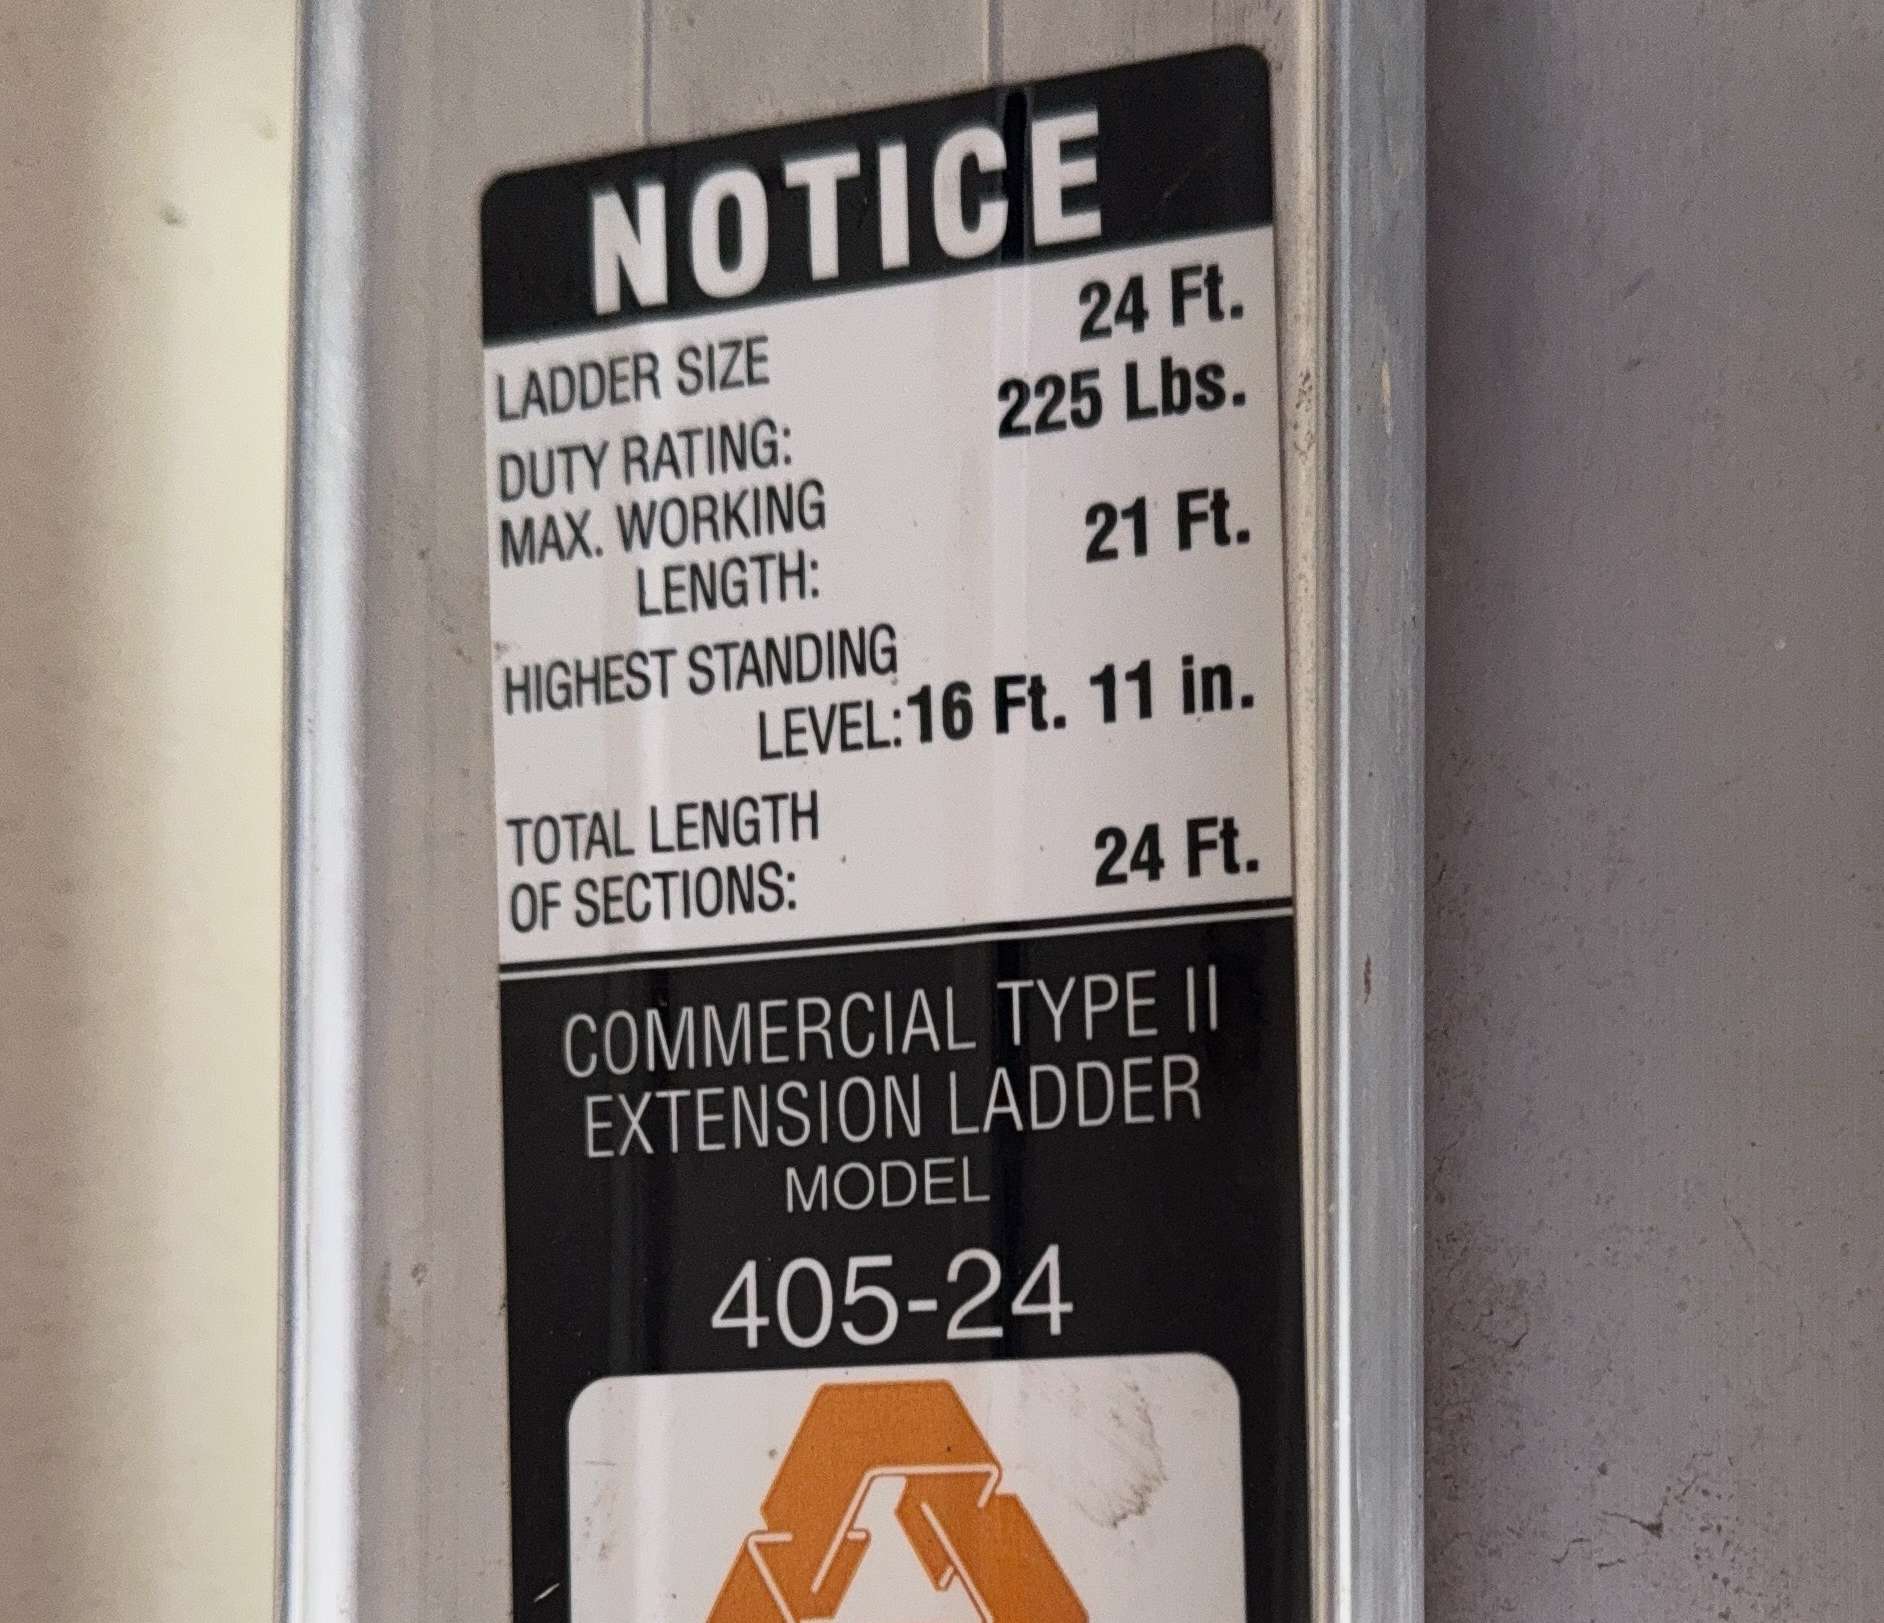 NOTICE
LADDER SIZE 24 Ft.
DUTY RATING: 225 Lbs.
MAX. WORKING
LENGTH: 21 Ft.
HIGHEST STANDING
LEVEL: 16 Ft. 11 in.
TOTAL LENGTH
OF SECTIONS: 24 Ft.
COMMERCIAL TYPE II
EXTENSION LADDER
MODEL
405-24